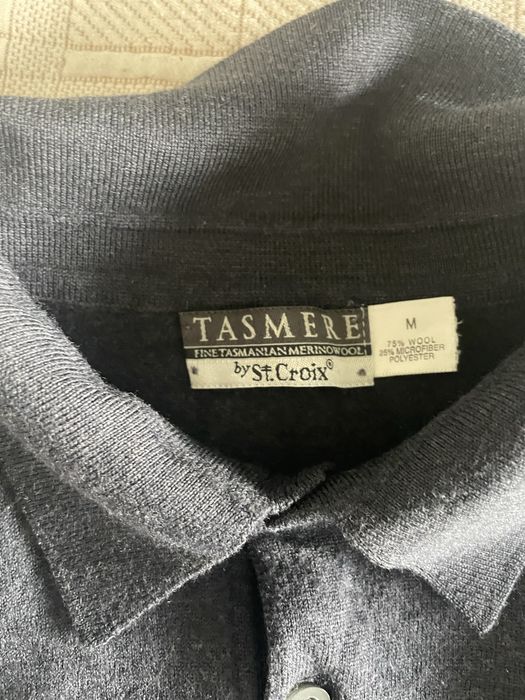 TASMERE
FINE TASMANIAN MERINO WOOL
by St. Croix®
M
75% WOOL
25% MICROFIBER
POLYESTER